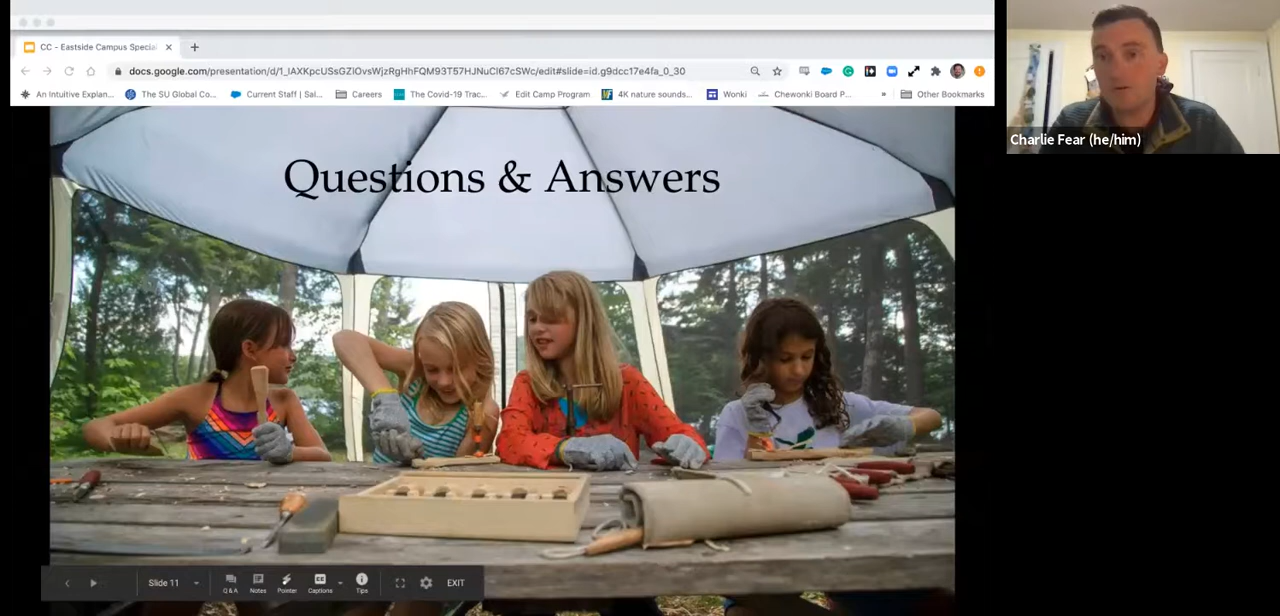 CC - Eastside Campus Special
docs.google.com/presentation/d/1_IAXKpcUSsGZIOvsWjzRgHhFQM93T57HJNuCl67cSWc/edit#slide=id.g9dcc17e4fa_0_30
An Intuitive Explan...
The SU Global Co...
Current Staff | Sal...
Careers
The Covid-19 Trac...
Edit Camp Program
4K nature sounds...
Wonki
Chewonki Board P...
»
Other Bookmarks
Charlie Fear (he/him)
Questions & Answers
Slide 11
Q & A
Notes
Pointer
Captions
Tips
EXIT